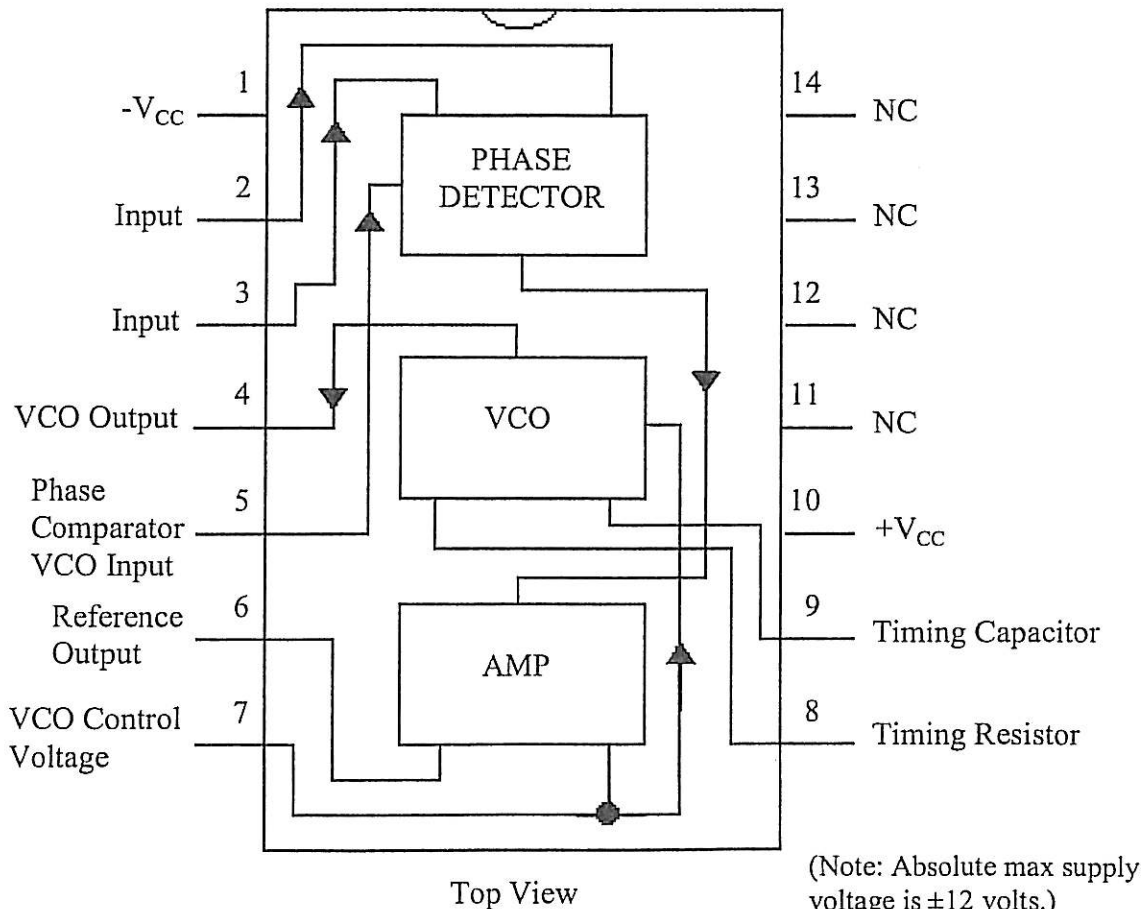 1
-VCC
2
Input
3
Input
4
VCO Output
5
Phase
Comparator
VCO Input
6
Reference
Output
7
VCO Control
Voltage
PHASE
DETECTOR
VCO
AMP
14
NC
13
NC
12
NC
11
NC
10
+VCC
9
Timing Capacitor
8
Timing Resistor
Top View
(Note: Absolute max supply
voltage is ±12 volts.)